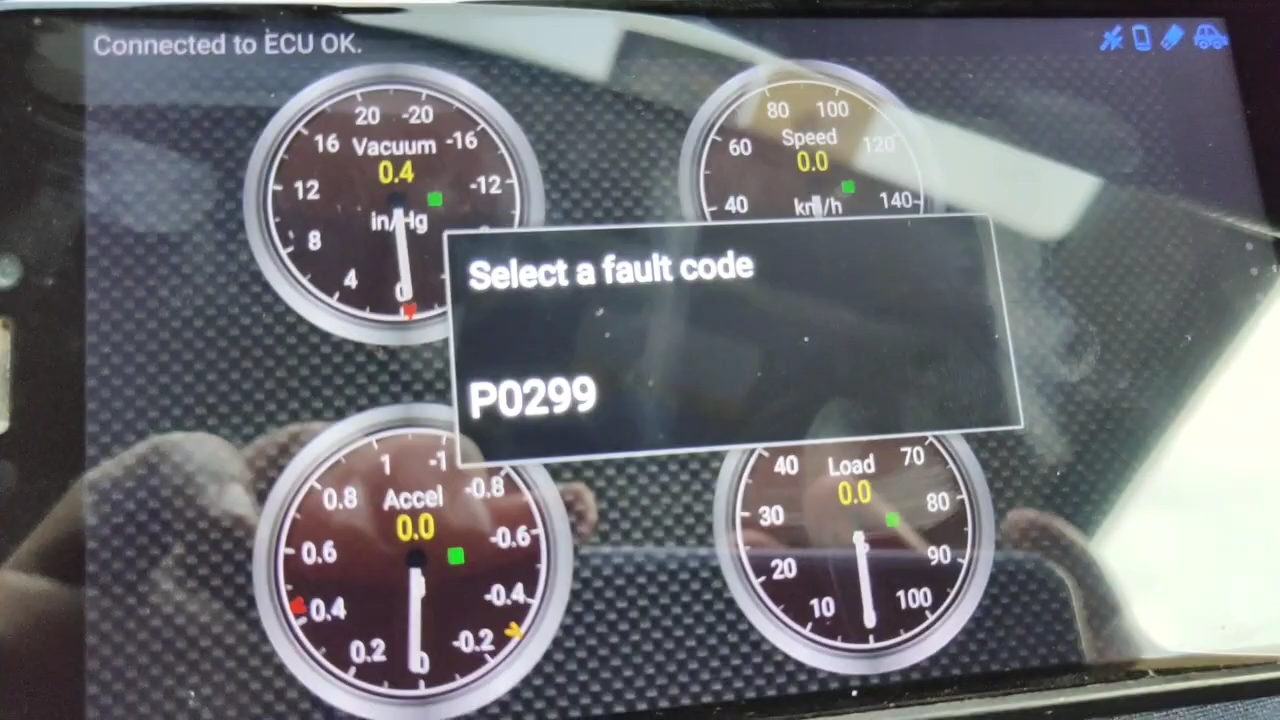 Connected to ECU OK.
20 -20
16 Vacuum -16
0.4
12 -12
in/Hg
8
4
0
80 100
Speed
60 120
0.0
40 km/h 140
Select a fault code
P0299
1 -1
0.8 Accel -0.8
0.0
0.6 -0.6
0.4 -0.4
0.2 -0.2
0
40 Load 70
0.0
30 80
20 90
10 100